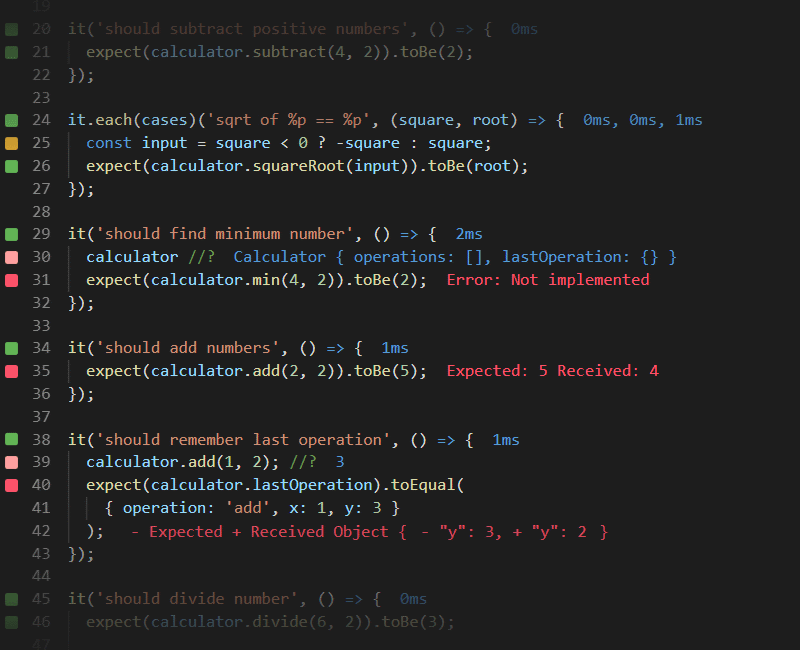 19
20 it('should subtract positive numbers', () => { 0ms
21 expect(calculator.subtract(4, 2)).toBe(2);
22 });
23
24 it.each(cases)('sqrt of %p == %p', (square, root) => { 0ms, 0ms, 1ms
25 const input = square < 0 ? -square : square;
26 expect(calculator.squareRoot(input)).toBe(root);
27 });
28
29 it('should find minimum number', () => { 2ms
30 calculator //? Calculator { operations: [], lastOperation: {} }
31 expect(calculator.min(4, 2)).toBe(2); Error: Not implemented
32 });
33
34 it('should add numbers', () => { 1ms
35 expect(calculator.add(2, 2)).toBe(5); Expected: 5 Received: 4
36 });
37
38 it('should remember last operation', () => { 1ms
39 calculator.add(1, 2); //? 3
40 expect(calculator.lastOperation).toEqual(
41 { operation: 'add', x: 1, y: 3 }
42 ); - Expected + Received Object { - "y": 3, + "y": 2 }
43 });
44
45 it('should divide number', () => { 0ms
46 expect(calculator.divide(6, 2)).toBe(3);
47